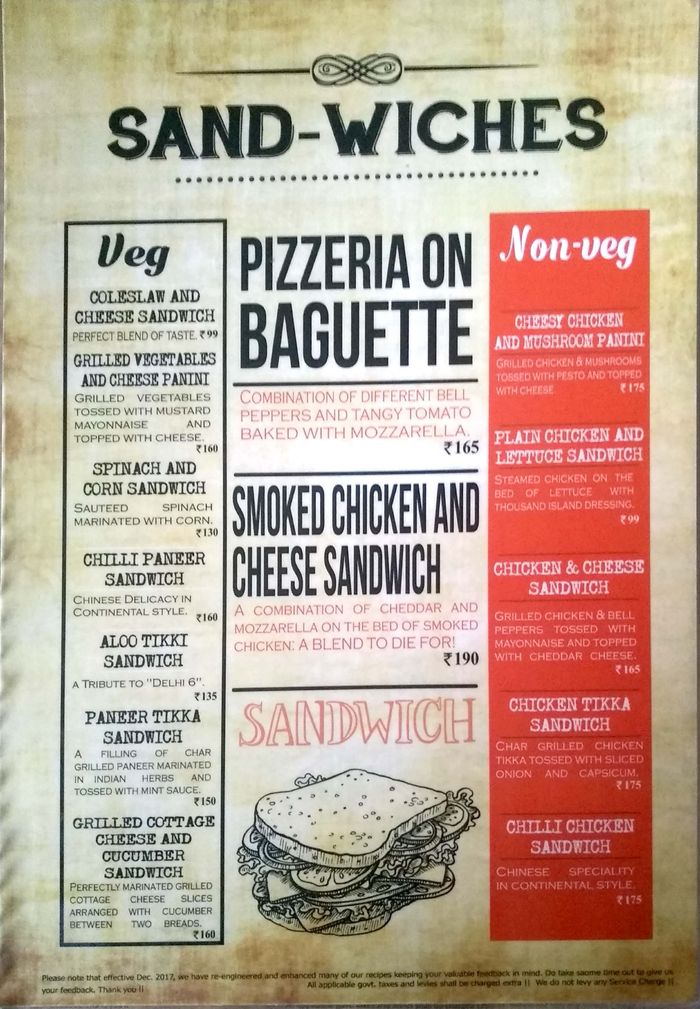 SAND-WICHES
Veg
COLESLAW AND
CHEESE SANDWICH
PERFECT BLEND OF TASTE. ₹99
GRILLED VEGETABLES
AND CHEESE PANINI
GRILLED VEGETABLES
TOSSED WITH MUSTARD
MAYONNAISE AND
TOPPED WITH CHEESE.
₹160
SPINACH AND
CORN SANDWICH
SAUTEED SPINACH
MARINATED WITH CORN.
₹130
CHILLI PANEER
SANDWICH
CHINESE DELICACY IN
CONTINENTAL STYLE.
₹160
ALOO TIKKI
SANDWICH
A TRIBUTE TO "DELHI 6".
₹135
PANEER TIKKA
SANDWICH
A FILLING OF CHAR
GRILLED PANEER MARINATED
IN INDIAN HERBS AND
TOSSED WITH MINT SAUCE.
₹150
GRILLED COTTAGE
CHEESE AND
CUCUMBER
SANDWICH
PERFECTLY MARINATED GRILLED
COTTAGE CHEESE SLICES
ARRANGED WITH CUCUMBER
BETWEEN TWO BREADS.
₹160
PIZZERIA ON
BAGUETTE
COMBINATION OF DIFFERENT BELL
PEPPERS AND TANGY TOMATO
BAKED WITH MOZZARELLA.
₹165
SMOKED CHICKEN AND
CHEESE SANDWICH
A COMBINATION OF CHEDDAR AND
MOZZARELLA ON THE BED OF SMOKED
CHICKEN: A BLEND TO DIE FOR!
₹190
SANDWICH
Non-veg
CHEESY CHICKEN
AND MUSHROOM PANINI
GRILLED CHICKEN & MUSHROOMS
TOSSED WITH PESTO AND TOPPED
WITH CHEESE. ₹175
PLAIN CHICKEN AND
LETTUCE SANDWICH
STEAMED CHICKEN ON THE
BED OF LETTUCE WITH
THOUSAND ISLAND DRESSING.
₹99
CHICKEN & CHEESE
SANDWICH
GRILLED CHICKEN & BELL
PEPPERS TOSSED WITH
MAYONNAISE AND TOPPED
WITH CHEDDAR CHEESE.
₹165
CHICKEN TIKKA
SANDWICH
CHAR GRILLED CHICKEN
TIKKA TOSSED WITH SLICED
ONION AND CAPSICUM.
₹175
CHILLI CHICKEN
SANDWICH
CHINESE SPECIALITY
IN CONTINENTAL STYLE.
₹175
Please note that effective Dec. 2017, we have re-engineered and enhanced many of our recipes keeping your valuable feedback in mind. Do take saome time out to give us
your feedback. Thank you !! All applicable govt. taxes and levies shall be charged extra !! We do not levy any Service Charge !!